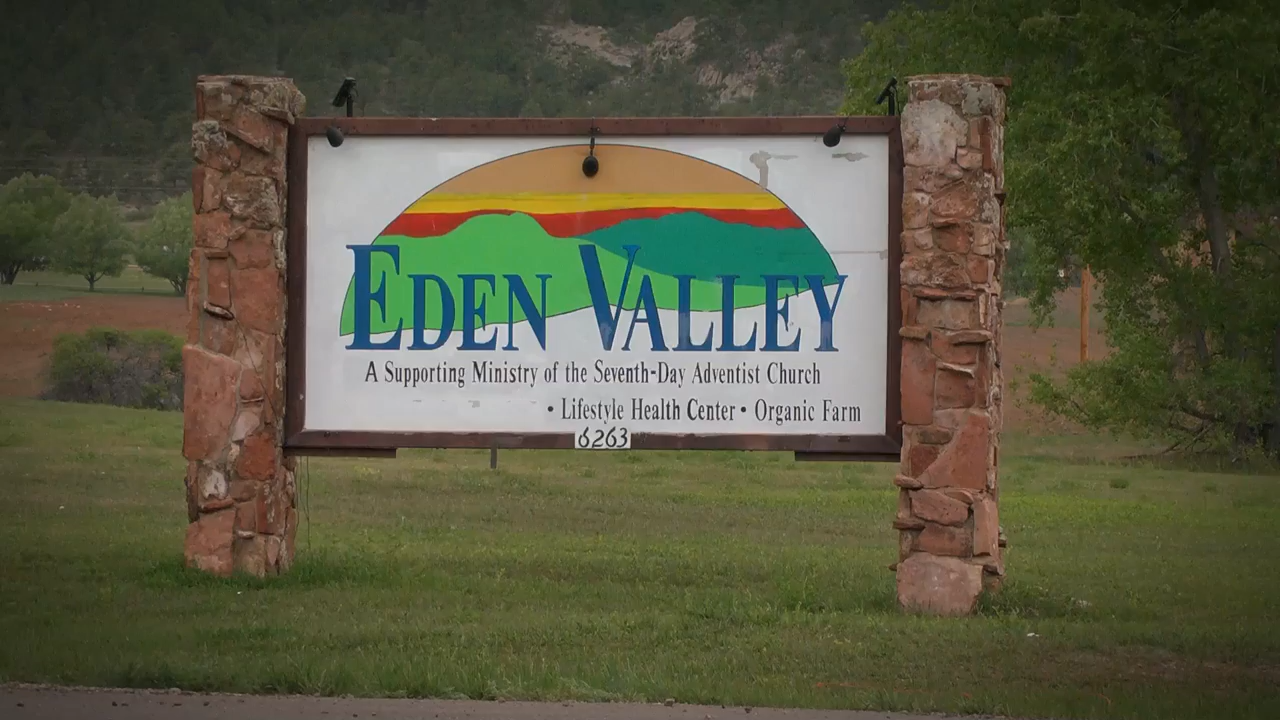 EDEN VALLEY
A Supporting Ministry of the Seventh-Day Adventist Church
• Lifestyle Health Center • Organic Farm
6263